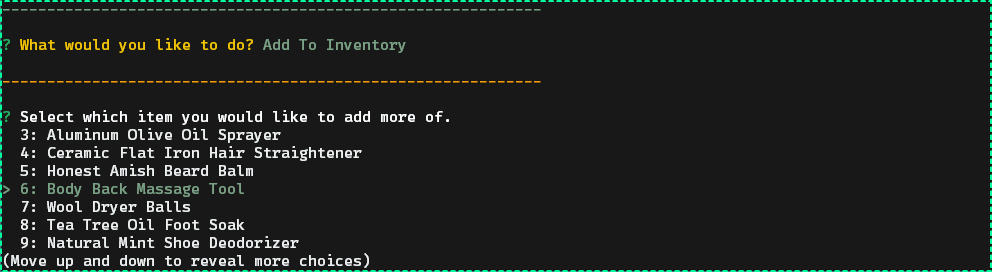 ------------------------------------------------------------
? What would you like to do? Add To Inventory
------------------------------------------------------------
? Select which item you would like to add more of.
3: Aluminum Olive Oil Sprayer
4: Ceramic Flat Iron Hair Straightener
5: Honest Amish Beard Balm
> 6: Body Back Massage Tool
7: Wool Dryer Balls
8: Tea Tree Oil Foot Soak
9: Natural Mint Shoe Deodorizer
(Move up and down to reveal more choices)